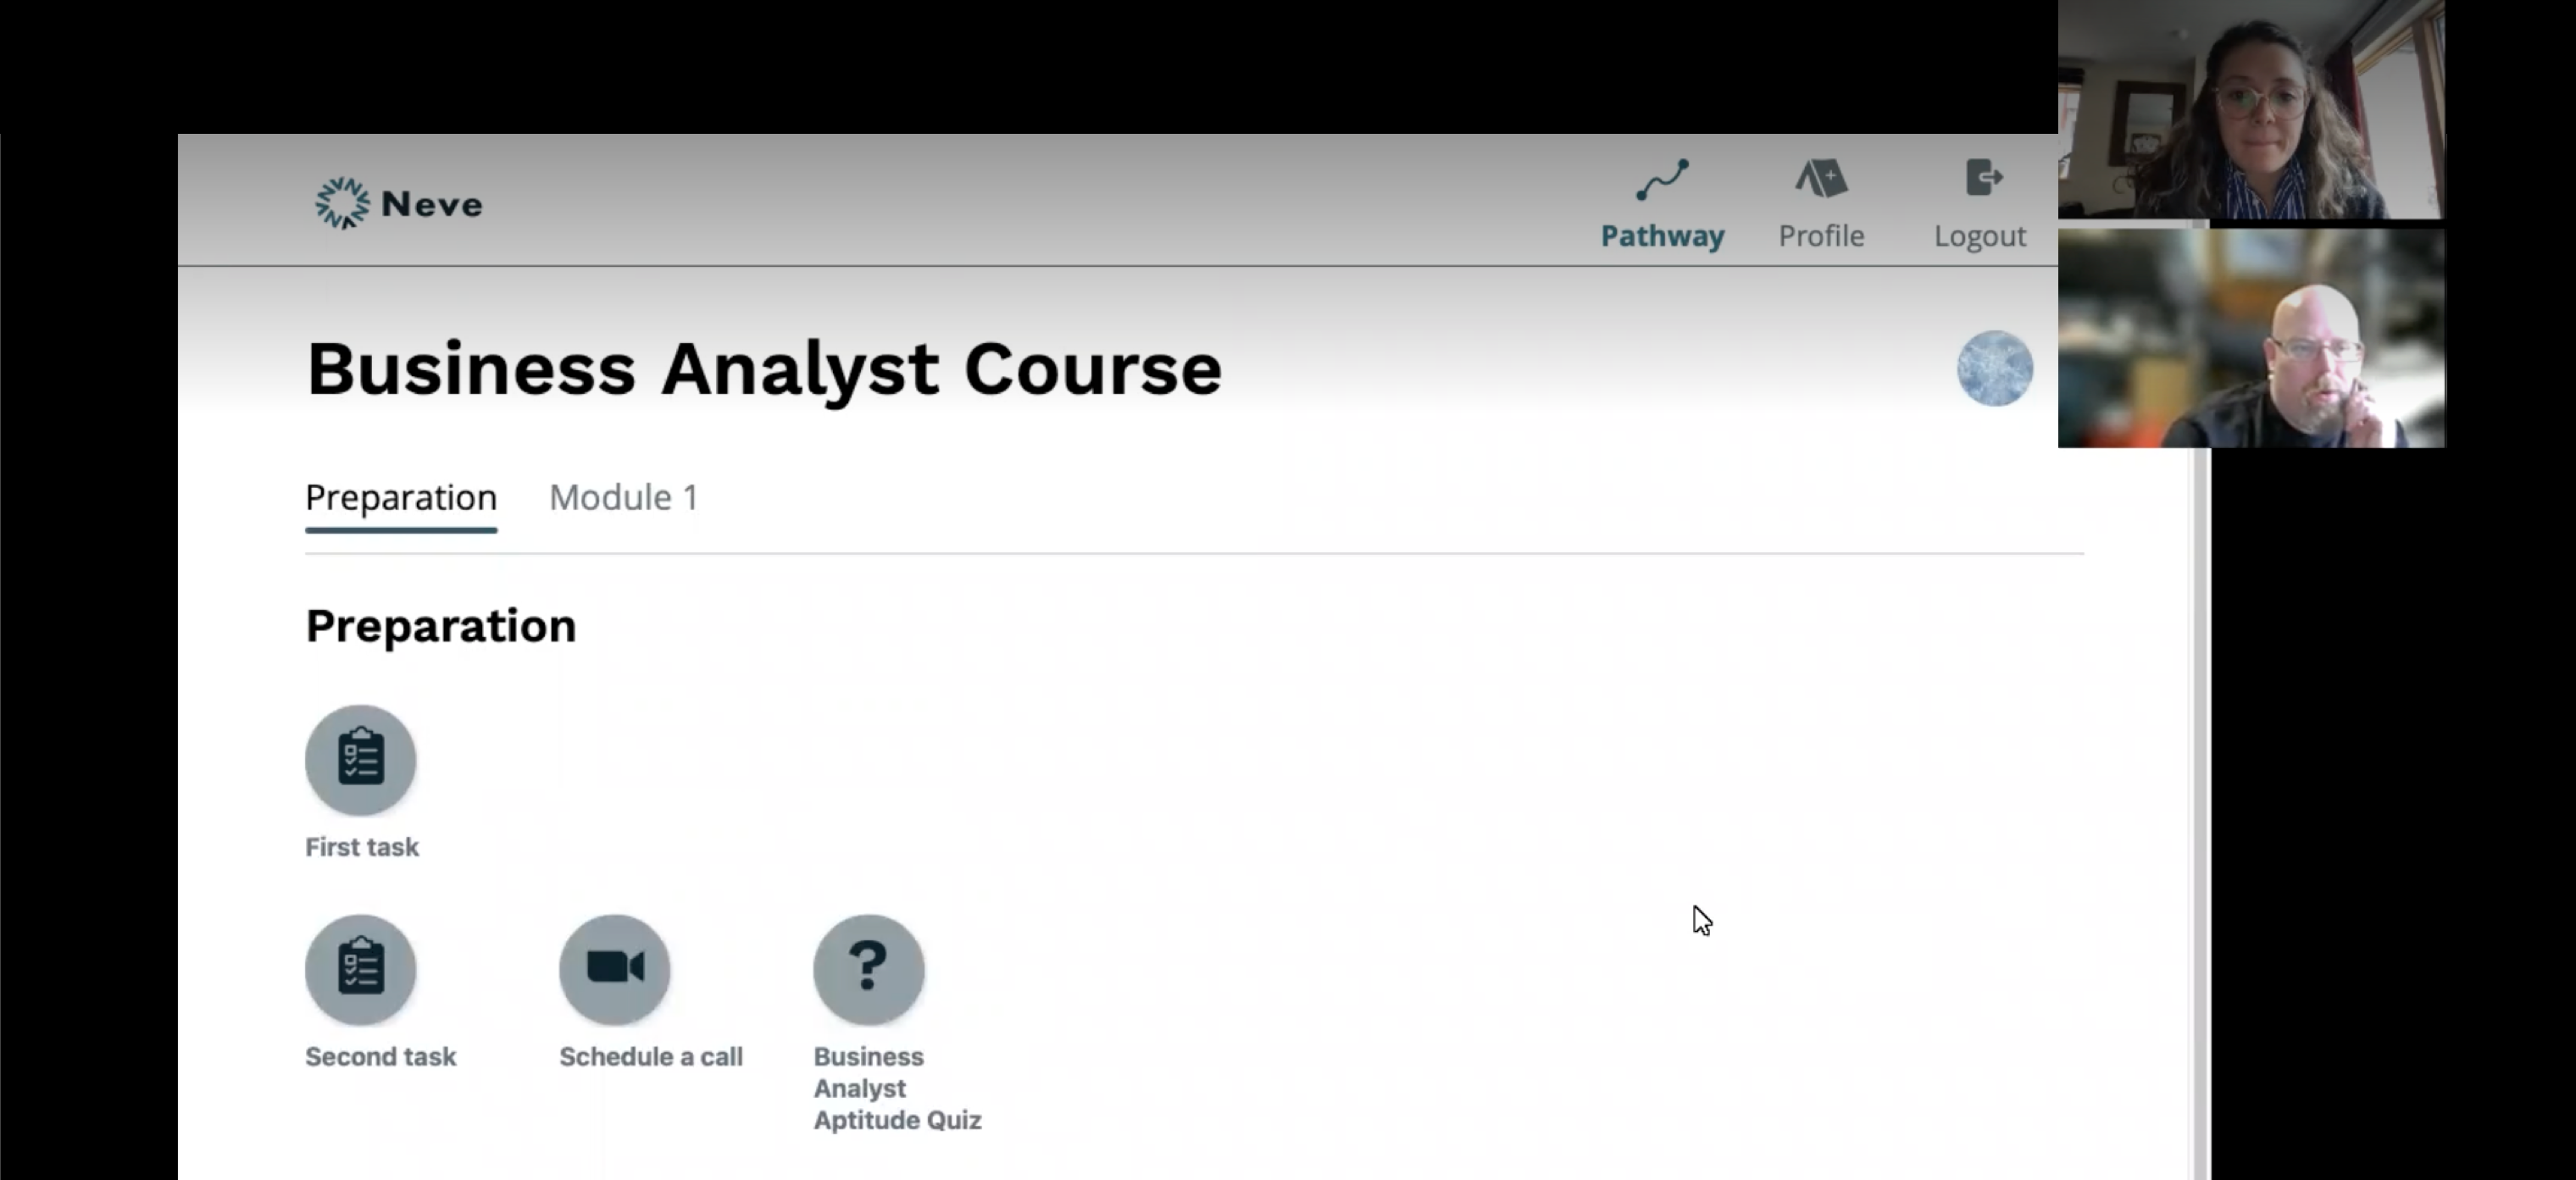 Neve
Pathway
Profile
Logout
Business Analyst Course
Preparation
Module 1
Preparation
First task
Second task
Schedule a call
Business
Analyst
Aptitude Quiz